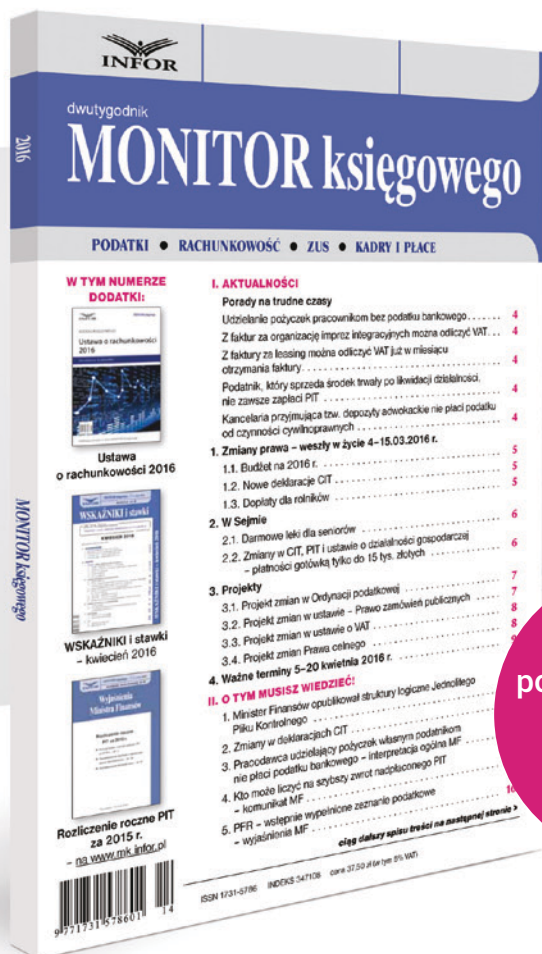 INFOR
dwutygodnik
MONITOR księgowego
PODATKI ● RACHUNKOWOŚĆ ● ZUS ● KADRY I PŁACE
2016
MONITOR księgowego
W TYM NUMERZE
DODATKI:
Ustawa o rachunkowości
2016
Ustawa
o rachunkowości 2016
WSKAŹNIKI i stawki
KWIECIEŃ 2016
WSKAŹNIKI i stawki
– kwiecień 2016
Wyjaśnienia
Ministra Finansów
Rozliczenie roczne
Rozliczenie roczne PIT
za 2015 r.
– na www.mk.infor.pl
9 771731 578601
14
I. AKTUALNOŚCI
Porady na trudne czasy
Udzielanie pożyczek pracownikom bez podatku bankowego....... 4
Z faktur za organizację imprez integracyjnych można odliczyć VAT... 4
Z faktury za leasing można odliczyć VAT już w miesiącu
otrzymania faktury............ 4
Podatnik, który sprzeda środek trwały po likwidacji działalności,
nie zawsze zapłaci PIT............ 4
Kancelaria przyjmująca tzw. depozyty adwokackie nie płaci podatku
od czynności cywilnoprawnych............ 4
1. Zmiany prawa – weszły w życie 4–15.03.2016 r. ............ 5
1.1. Budżet na 2016 r. ............ 5
1.2. Nowe deklaracje CIT ............ 5
1.3. Dopłaty dla rolników ............ 5
2. W Sejmie ............ 6
2.1. Darmowe leki dla seniorów ............ 6
2.2. Zmiany w CIT, PIT i ustawie o działalności gospodarczej
– płatności gotówką tylko do 15 tys. złotych ............ 6
3. Projekty ............ 7
3.1. Projekt zmian w Ordynacji podatkowej ............ 7
3.2. Projekt zmian w ustawie – Prawo zamówień publicznych ............ 8
3.3. Projekt zmian w ustawie o VAT ............ 8
3.4. Projekt zmian Prawa celnego ............
4. Ważne terminy 5–20 kwietnia 2016 r. ............
II. O TYM MUSISZ WIEDZIEĆ!
1. Minister Finansów opublikował struktury logiczne Jednolitego
Pliku Kontrolnego ............
2. Zmiany w deklaracjach CIT ............
3. Pracodawca udzielający pożyczek własnym podatnikom
nie płaci podatku bankowego – interpretacja ogólna MF ............
4. Kto może liczyć na szybszy zwrot nadpłaconego PIT
– komunikat MF ............
5. PFR – wstępnie wypełnione zeznanie podatkowe
– wyjaśnienia MF ............ 10
ciąg dalszy spisu treści na następnej stronie >
ISSN 1731-5786 INDEKS 347108 cena 37,50 zł (w tym 5% VAT)